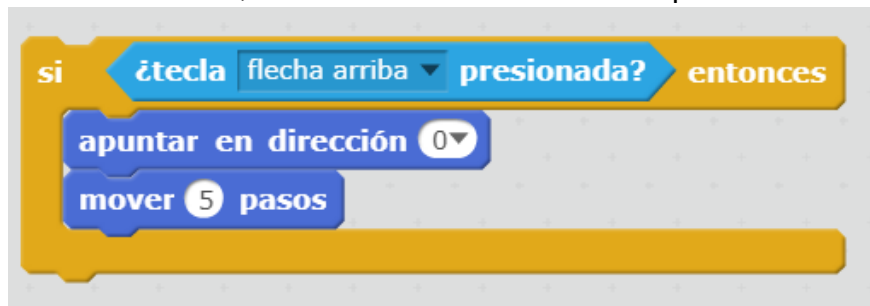 si ¿tecla flecha arriba presionada? entonces
apuntar en dirección 0
mover 5 pasos